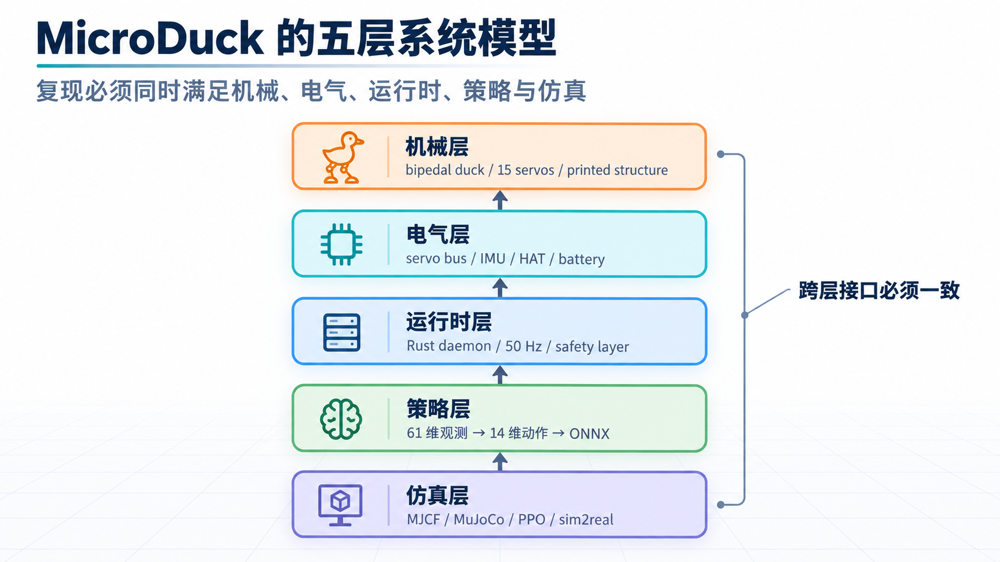 MicroDuck 的五层系统模型
复现必须同时满足机械、电气、运行时、策略与仿真
机械层
bipedal duck / 15 servos / printed structure
电气层
servo bus / IMU / HAT / battery
运行时层
Rust daemon / 50 Hz / safety layer
策略层
61 维观测 → 14 维动作 → ONNX
仿真层
MJCF / MuJoCo / PPO / sim2real
跨层接口必须一致